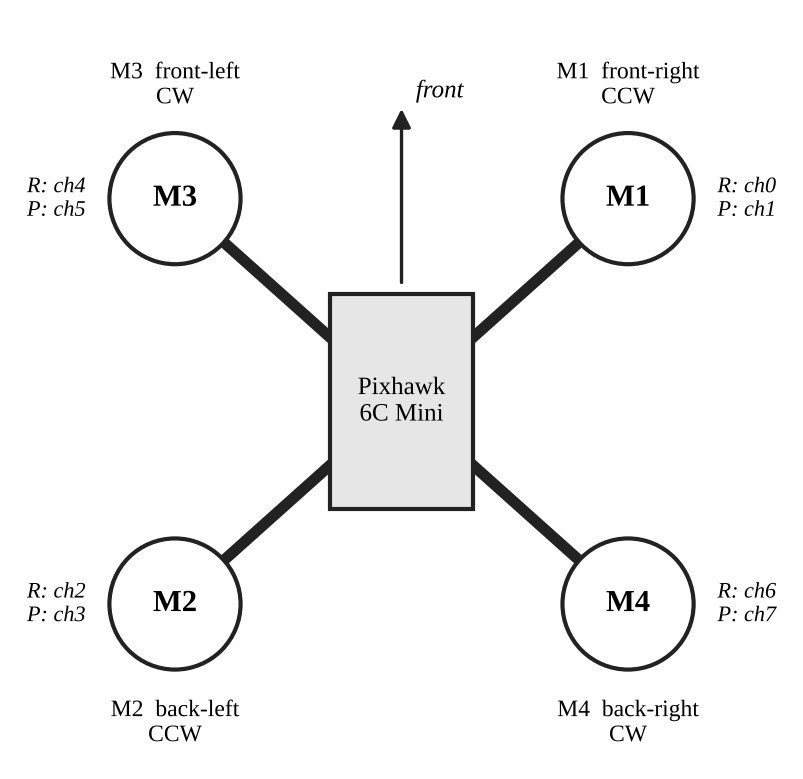 M3 front-left
CW
front
M1 front-right
CCW
R: ch4
P: ch5
M3
M1
R: ch0
P: ch1
Pixhawk
6C Mini
R: ch2
P: ch3
M2
M4
R: ch6
P: ch7
M2 back-left
CCW
M4 back-right
CW